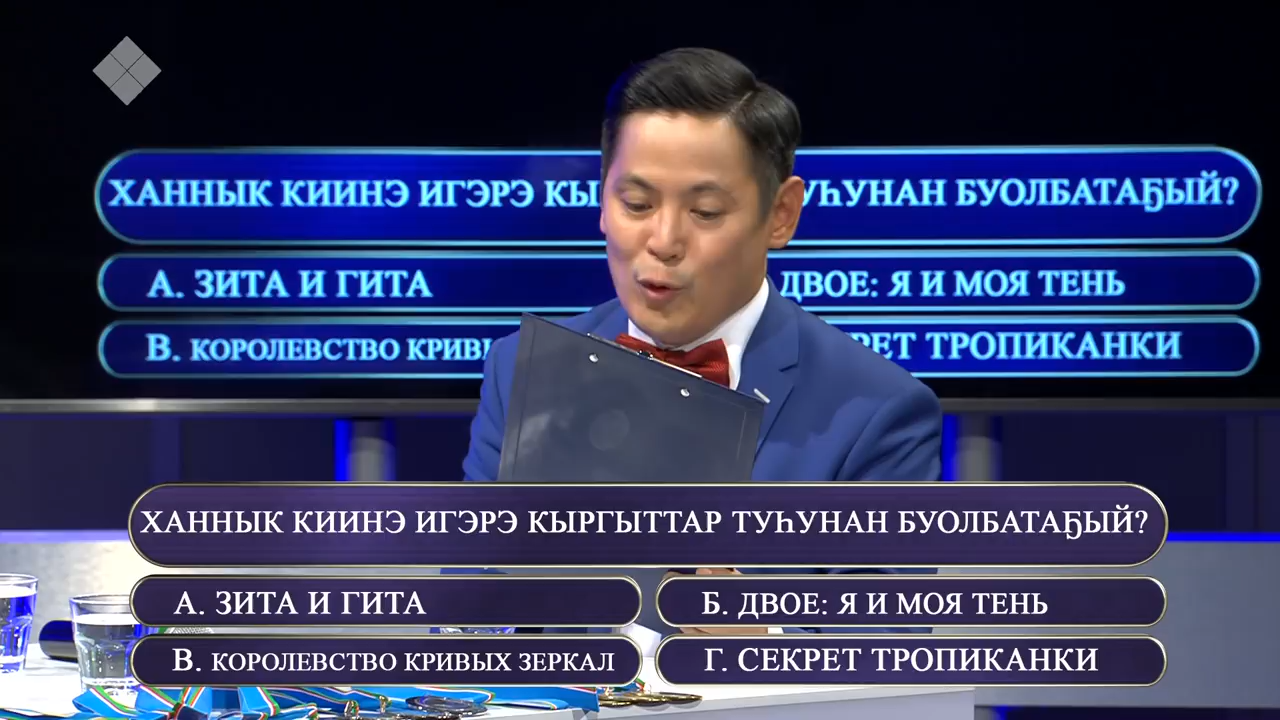 ХАННЫК КИИНЭ ИГЭРЭ КЫ ТУҺУНАН БУОЛБАТАҔЫЙ?
А. ЗИТА И ГИТА
ДВОЕ: Я И МОЯ ТЕНЬ
В. КОРОЛЕВСТВО КРИВЫ
РЕТ ТРОПИКАНКИ
ХАННЫК КИИНЭ ИГЭРЭ КЫРГЫТТАР ТУҺУНАН БУОЛБАТАҔЫЙ?
А. ЗИТА И ГИТА
Б. ДВОЕ: Я И МОЯ ТЕНЬ
В. КОРОЛЕВСТВО КРИВЫХ ЗЕРКАЛ
Г. СЕКРЕТ ТРОПИКАНКИ